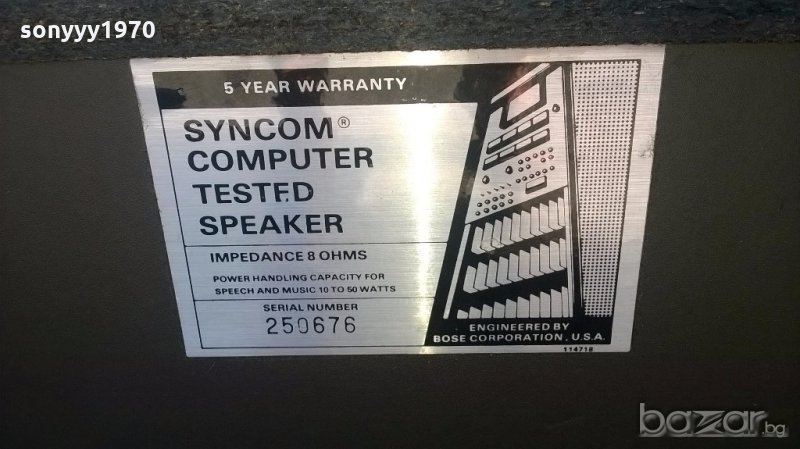 sonyyy1970
5 YEAR WARRANTY
SYNCOM®
COMPUTER
TESTED
SPEAKER
IMPEDANCE 8 OHMS
POWER HANDLING CAPACITY FOR
SPEECH AND MUSIC 10 TO 50 WATTS
SERIAL NUMBER
250676
ENGINEERED BY
BOSE CORPORATION, U.S.A.
114718
bazar.bg